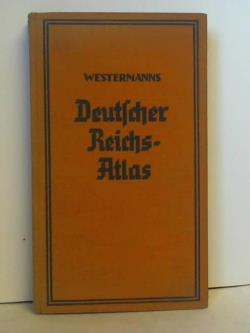 WESTERMANNS
Deutſcher
Reichs-
Atlas